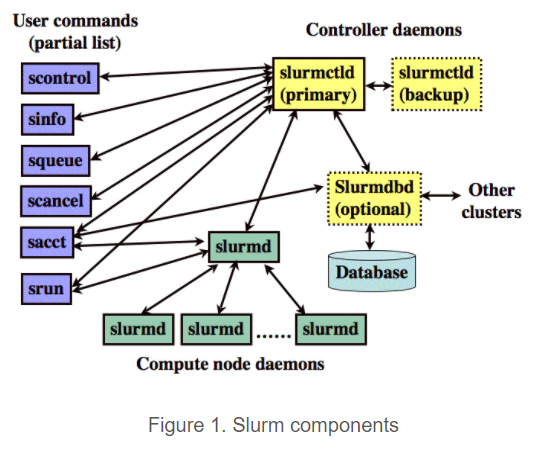 User commands
(partial list)
Controller daemons
scontrol
sinfo
squeue
scancel
sacct
srun
slurmctld
(primary)
slurmctld
(backup)
Slurmdbd
(optional)
Other
clusters
slurmd
Database
slurmd
slurmd
......
slurmd
Compute node daemons
Figure 1. Slurm components